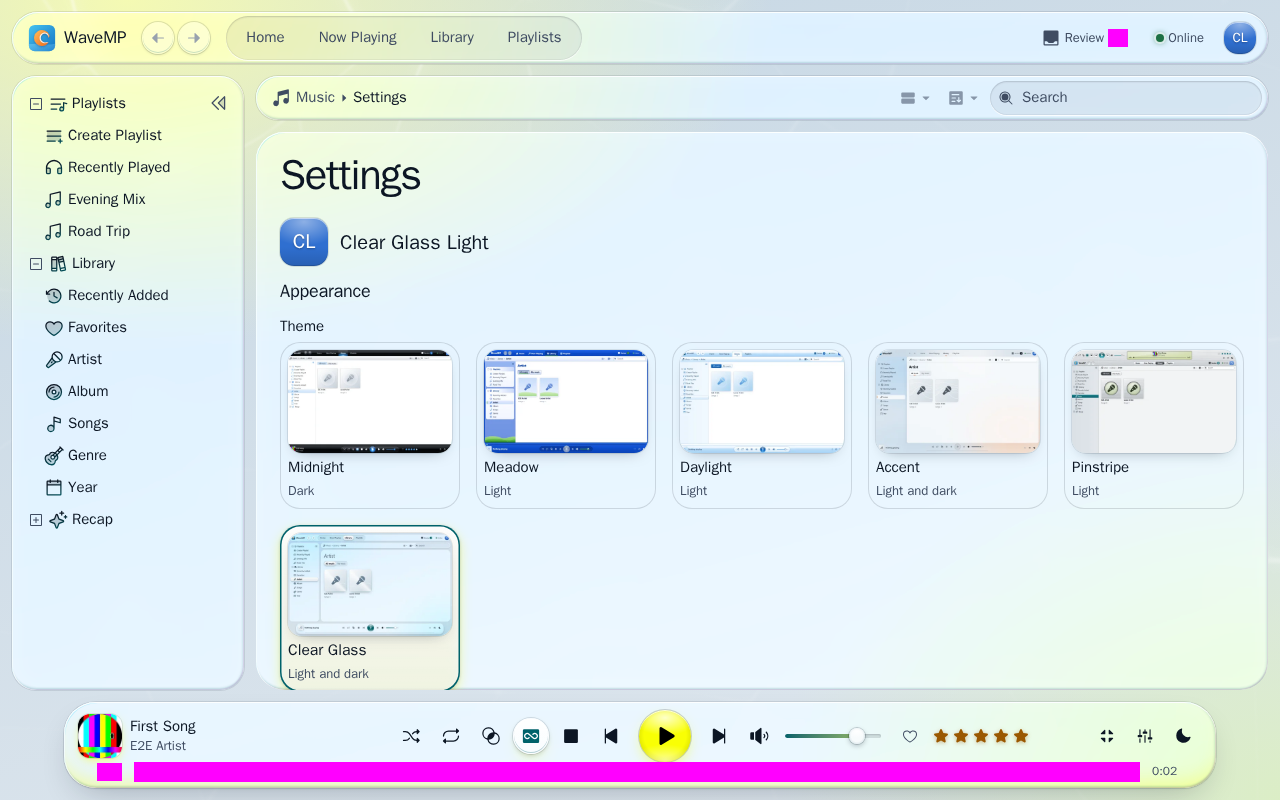 WaveMP
Home
Now Playing
Library
Playlists
Review
Online
CL
Playlists
Create Playlist
Recently Played
Evening Mix
Road Trip
Library
Recently Added
Favorites
Artist
Album
Songs
Genre
Year
Recap
Music
Settings
Search
Settings
CL
Clear Glass Light
Appearance
Theme
Midnight
Dark
Meadow
Light
Daylight
Light
Accent
Light and dark
Pinstripe
Light
Clear Glass
Light and dark
First Song
E2E Artist
0:02